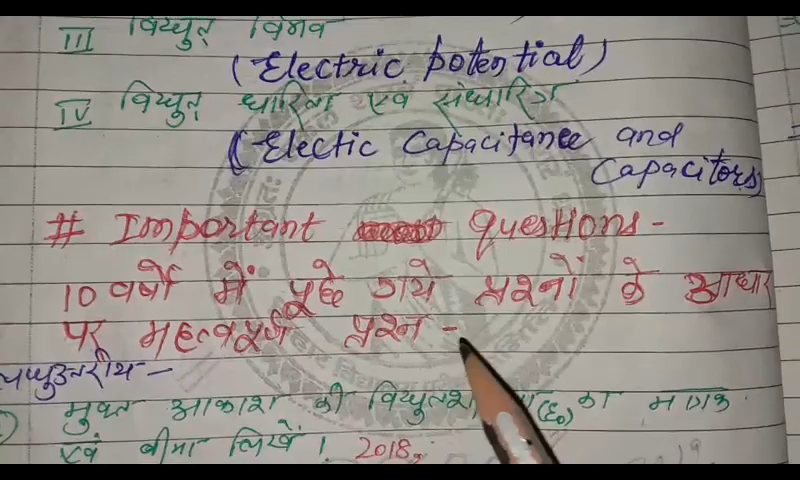 III विद्युत् विभव
(Electric potential)
IV विद्युत् धारिता एवं संधारित्र
(Electic Capacitance and
Capacitors)
# Important questions -
10 वर्षो में पूछे गये प्रश्नों के आधार
पर महत्वपूर्ण प्रश्न -
लघुउत्तरीय -
मुक्त आकाश की विद्युतशी (ε₀) का मात्रक
एवं बीमा लिखें । 2018,